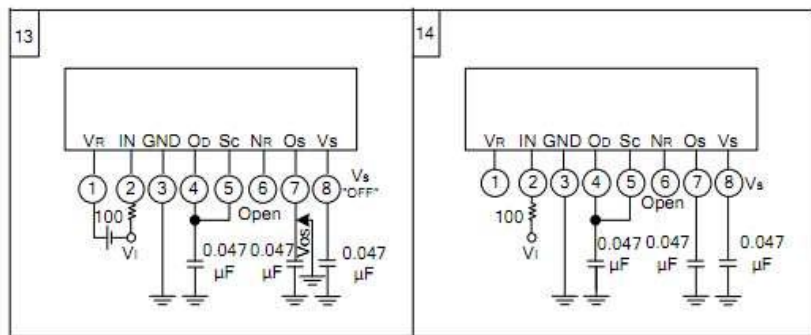 13
VR IN GND OD SC NR OS VS
1 2 3 4 5 6 7 8 Vs
"OFF"
100 Open
VI 0.047 0.047 VOS 0.047
µF µF µF
14
VR IN GND OD SC NR OS VS
1 2 3 4 5 6 7 8 Vs
100 Open
VI 0.047 0.047 0.047
µF µF µF